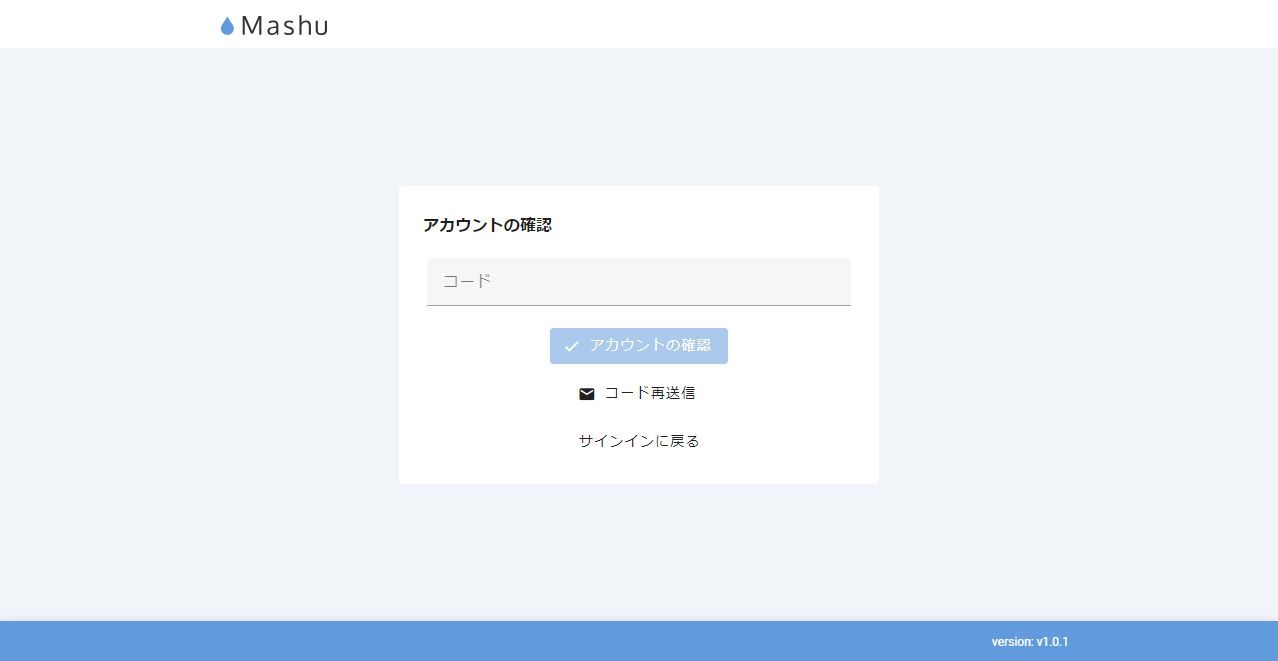 Mashu
アカウントの確認
コード
アカウントの確認
コード再送信
サインインに戻る
version: v1.0.1